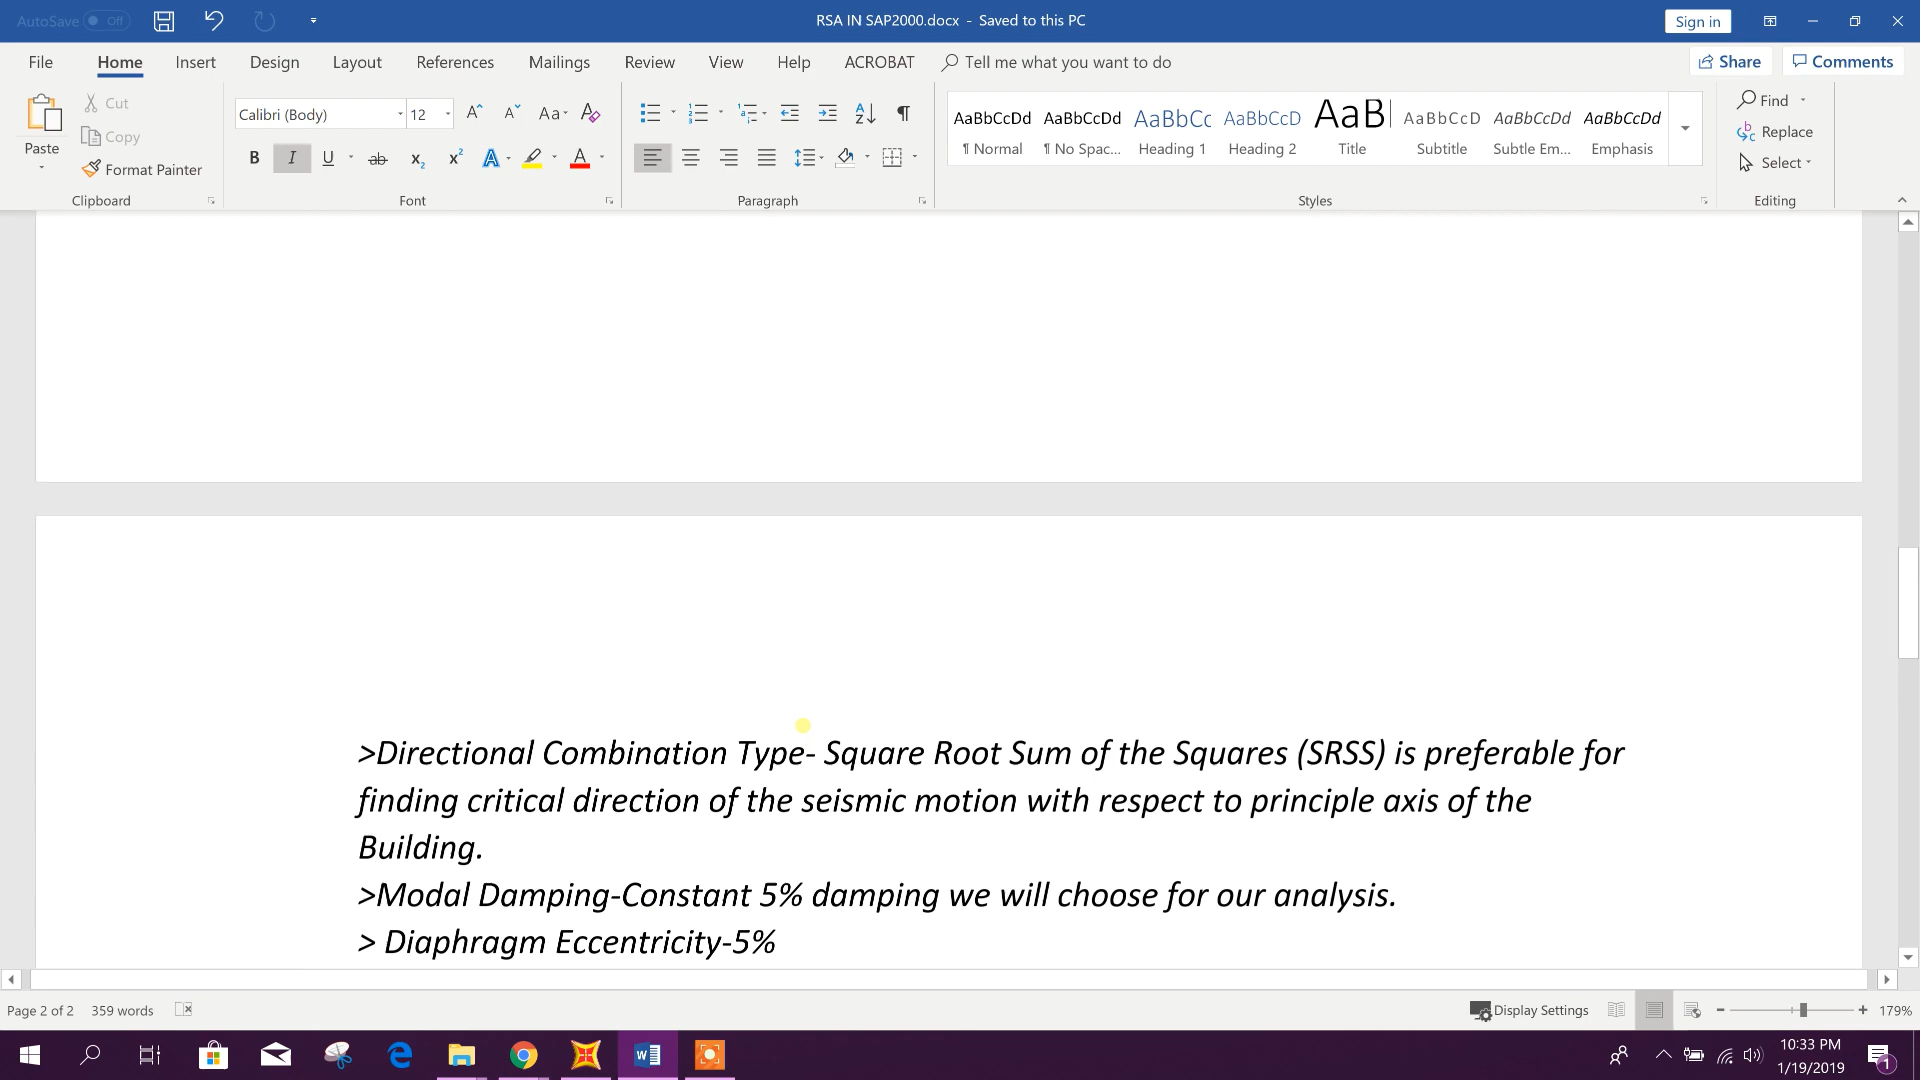 AutoSave Off
RSA IN SAP2000.docx - Saved to this PC
Sign in
File Home Insert Design Layout References Mailings Review View Help ACROBAT Tell me what you want to do
Share Comments
Paste
Cut
Copy
Format Painter
Calibri (Body) 12
AaBbCcDd AaBbCcDd AaBbCc AaBbCcD AaB AaBbCcD AaBbCcDd AaBbCcDd
¶ Normal ¶ No Spac... Heading 1 Heading 2 Title Subtitle Subtle Em... Emphasis
Find
Replace
Select
Clipboard Font Paragraph Styles Editing
>Directional Combination Type- Square Root Sum of the Squares (SRSS) is preferable for
finding critical direction of the seismic motion with respect to principle axis of the
Building.
>Modal Damping-Constant 5% damping we will choose for our analysis.
> Diaphragm Eccentricity-5%
Page 2 of 2 359 words
Display Settings
179%
10:33 PM
1/19/2019
1